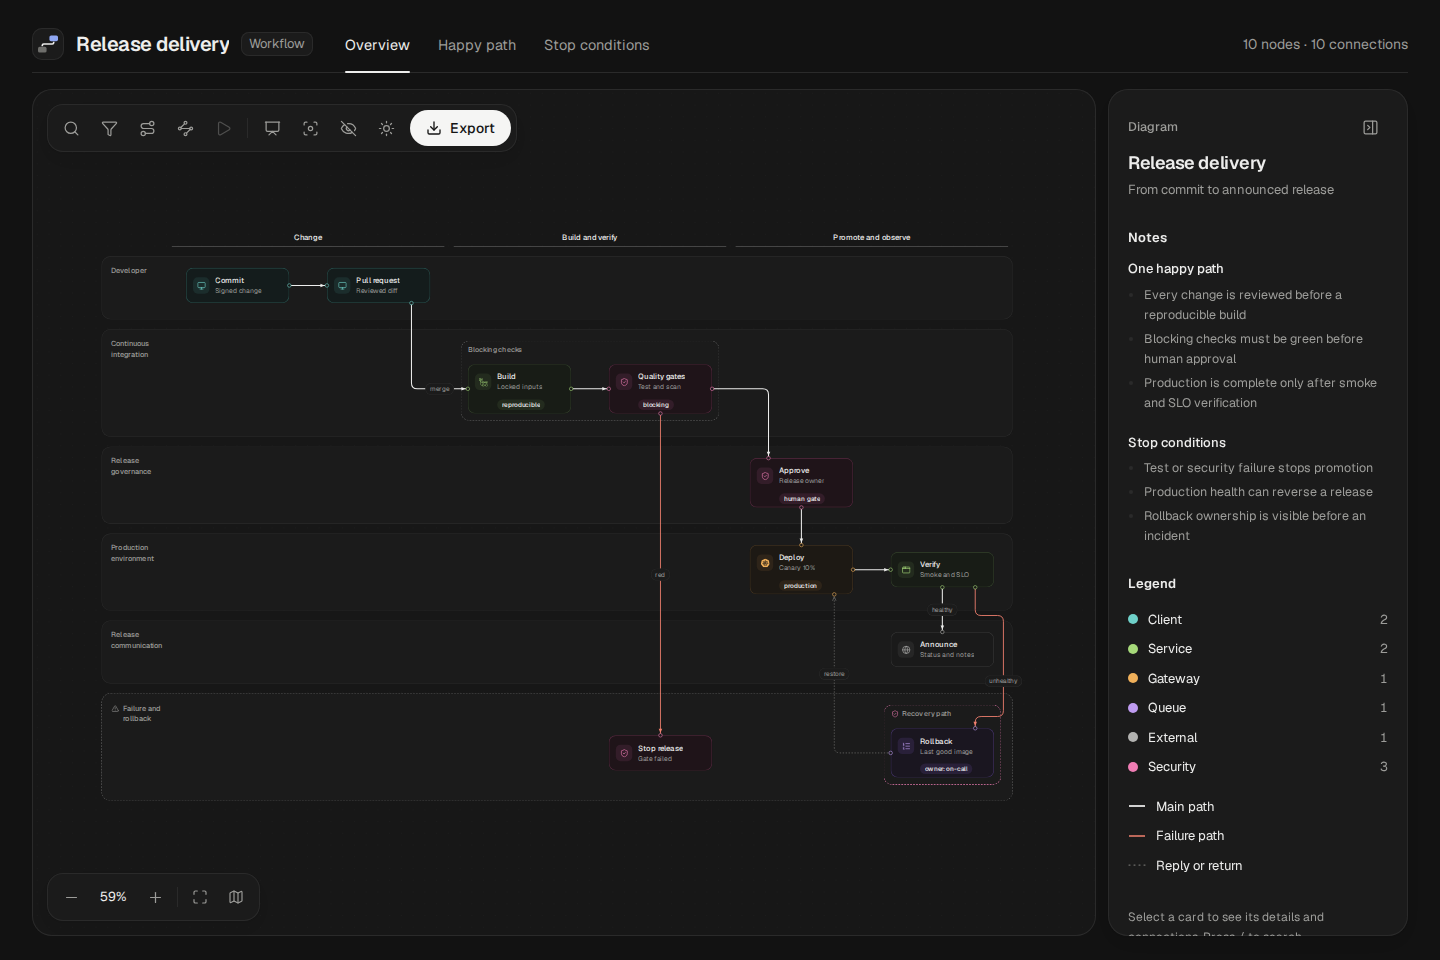 Release delivery
Workflow
Overview
Happy path
Stop conditions
10 nodes · 10 connections
Export
Change
Build and verify
Promote and observe
Developer
Commit
Signed change
Pull request
Reviewed diff
Continuous
integration
merge
Blocking checks
Build
Locked inputs
reproducible
Quality gates
Test and scan
blocking
Release
governance
Approve
Release owner
human gate
Production
environment
Deploy
Canary 10%
production
Verify
Smoke and SLO
red
healthy
Release
communication
Announce
Status and notes
restore
unhealthy
Failure and
rollback
Stop release
Gate failed
Recovery path
Rollback
Last good image
owner: on-call
59%
Diagram
Release delivery
From commit to announced release
Notes
One happy path
Every change is reviewed before a
reproducible build
Blocking checks must be green before
human approval
Production is complete only after smoke
and SLO verification
Stop conditions
Test or security failure stops promotion
Production health can reverse a release
Rollback ownership is visible before an
incident
Legend
Client 2
Service 2
Gateway 1
Queue 1
External 1
Security 3
Main path
Failure path
Reply or return
Select a card to see its details and
connections. Press / to search.